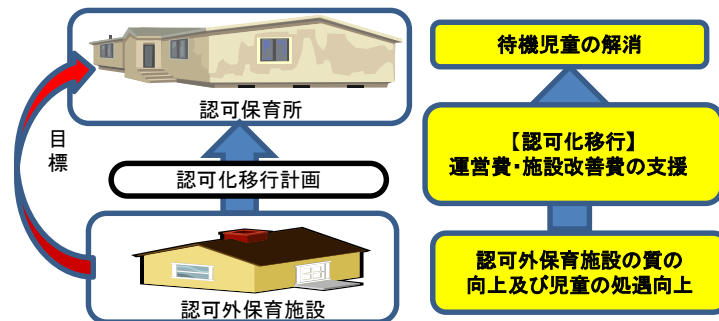 認可保育所
目標
認可化移行計画
認可外保育施設
待機児童の解消
【認可化移行】
運営費・施設改善費の支援
認可外保育施設の質の
向上及び児童の処遇向上